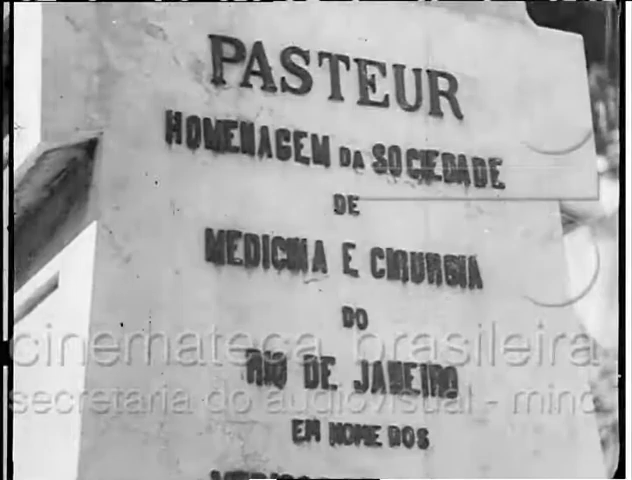 PASTEUR
HOMENAGEM DA SOCIEDADE
DE
MEDICINA E CIRURGIA
DO
RIO DE JANEIRO
EM NOME DOS
cinemateca brasileira
secretaria do audiovisual - minc